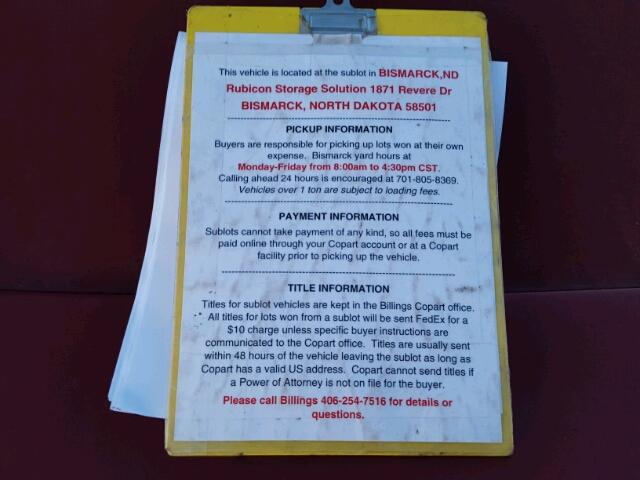 This vehicle is located at the sublot in BISMARCK,ND
Rubicon Storage Solution 1871 Revere Dr
BISMARCK, NORTH DAKOTA 58501
PICKUP INFORMATION
Buyers are responsible for picking up lots won at their own
expense. Bismarck yard hours at
Monday-Friday from 8:00am to 4:30pm CST.
Calling ahead 24 hours is encouraged at 701-805-8369.
Vehicles over 1 ton are subject to loading fees.
PAYMENT INFORMATION
Sublots cannot take payment of any kind, so all fees must be
paid online through your Copart account or at a Copart
facility prior to picking up the vehicle.
TITLE INFORMATION
Titles for sublot vehicles are kept in the Billings Copart office.
All titles for lots won from a sublot will be sent FedEx for a
$10 charge unless specific buyer instructions are
communicated to the Copart office. Titles are usually sent
within 48 hours of the vehicle leaving the sublot as long as
Copart has a valid US address. Copart cannot send titles if
a Power of Attorney is not on file for the buyer.
Please call Billings 406-254-7516 for details or
questions.